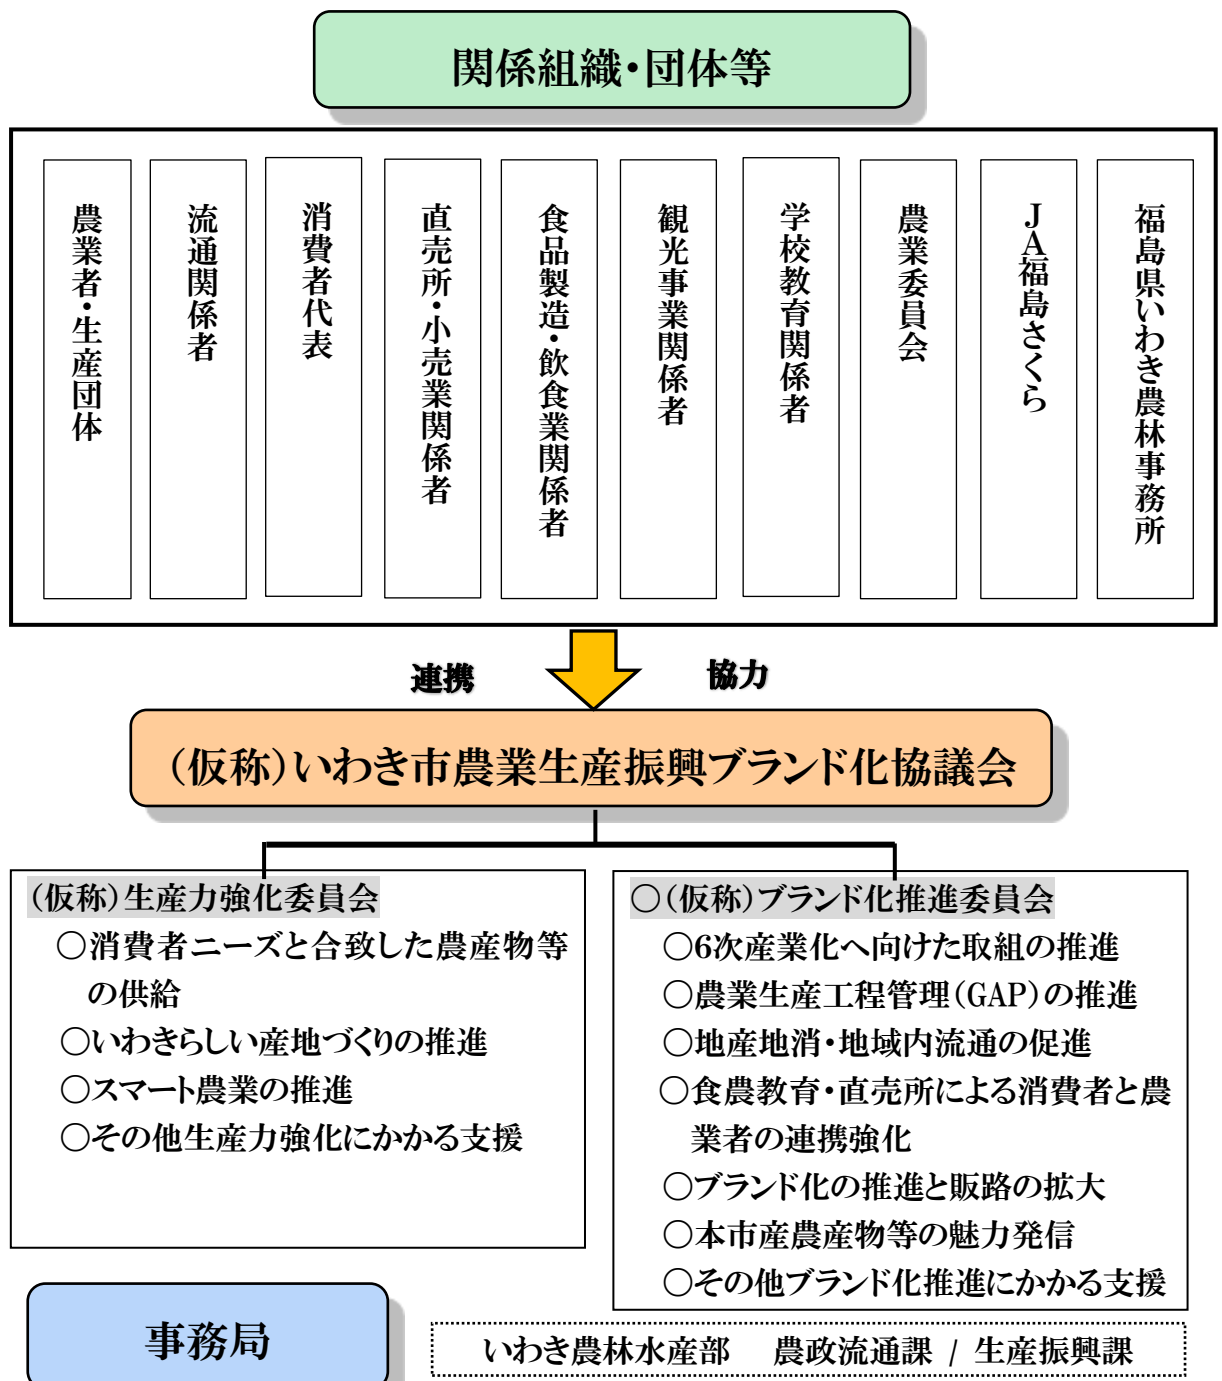 関係組織・団体等
農業者・生産団体
流通関係者
消費者代表
直売所・小売業関係者
食品製造・飲食業関係者
観光事業関係者
学校教育関係者
農業委員会
JA福島さくら
福島県いわき農林事務所
連携
協力
（仮称）いわき市農業生産振興ブランド化協議会
（仮称）生産力強化委員会
○消費者ニーズと合致した農産物等
の供給
○いわきらしい産地づくりの推進
○スマート農業の推進
○その他生産力強化にかかる支援
○（仮称）ブランド化推進委員会
○6次産業化へ向けた取組の推進
○農業生産工程管理（GAP）の推進
○地産地消・地域内流通の促進
○食農教育・直売所による消費者と農
業者の連携強化
○ブランド化の推進と販路の拡大
○本市産農産物等の魅力発信
○その他ブランド化推進にかかる支援
事務局
いわき農林水産部　農政流通課 / 生産振興課